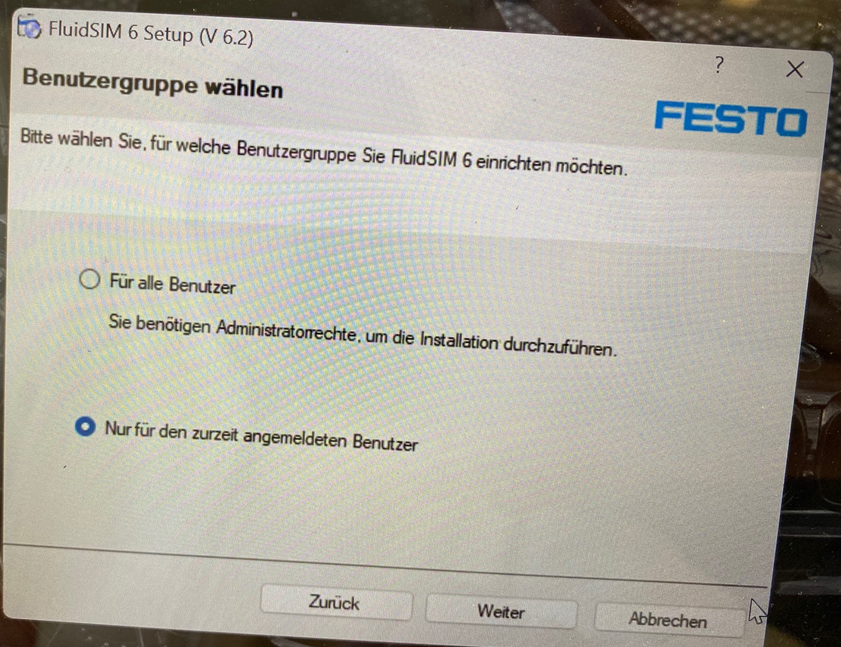 FluidSIM 6 Setup (V 6.2)
?
Benutzergruppe wählen
FESTO
Bitte wählen Sie, für welche Benutzergruppe Sie FluidSIM 6 einrichten möchten.
Für alle Benutzer
Sie benötigen Administratorrechte, um die Installation durchzuführen.
Nur für den zurzeit angemeldeten Benutzer
Zurück
Weiter
Abbrechen